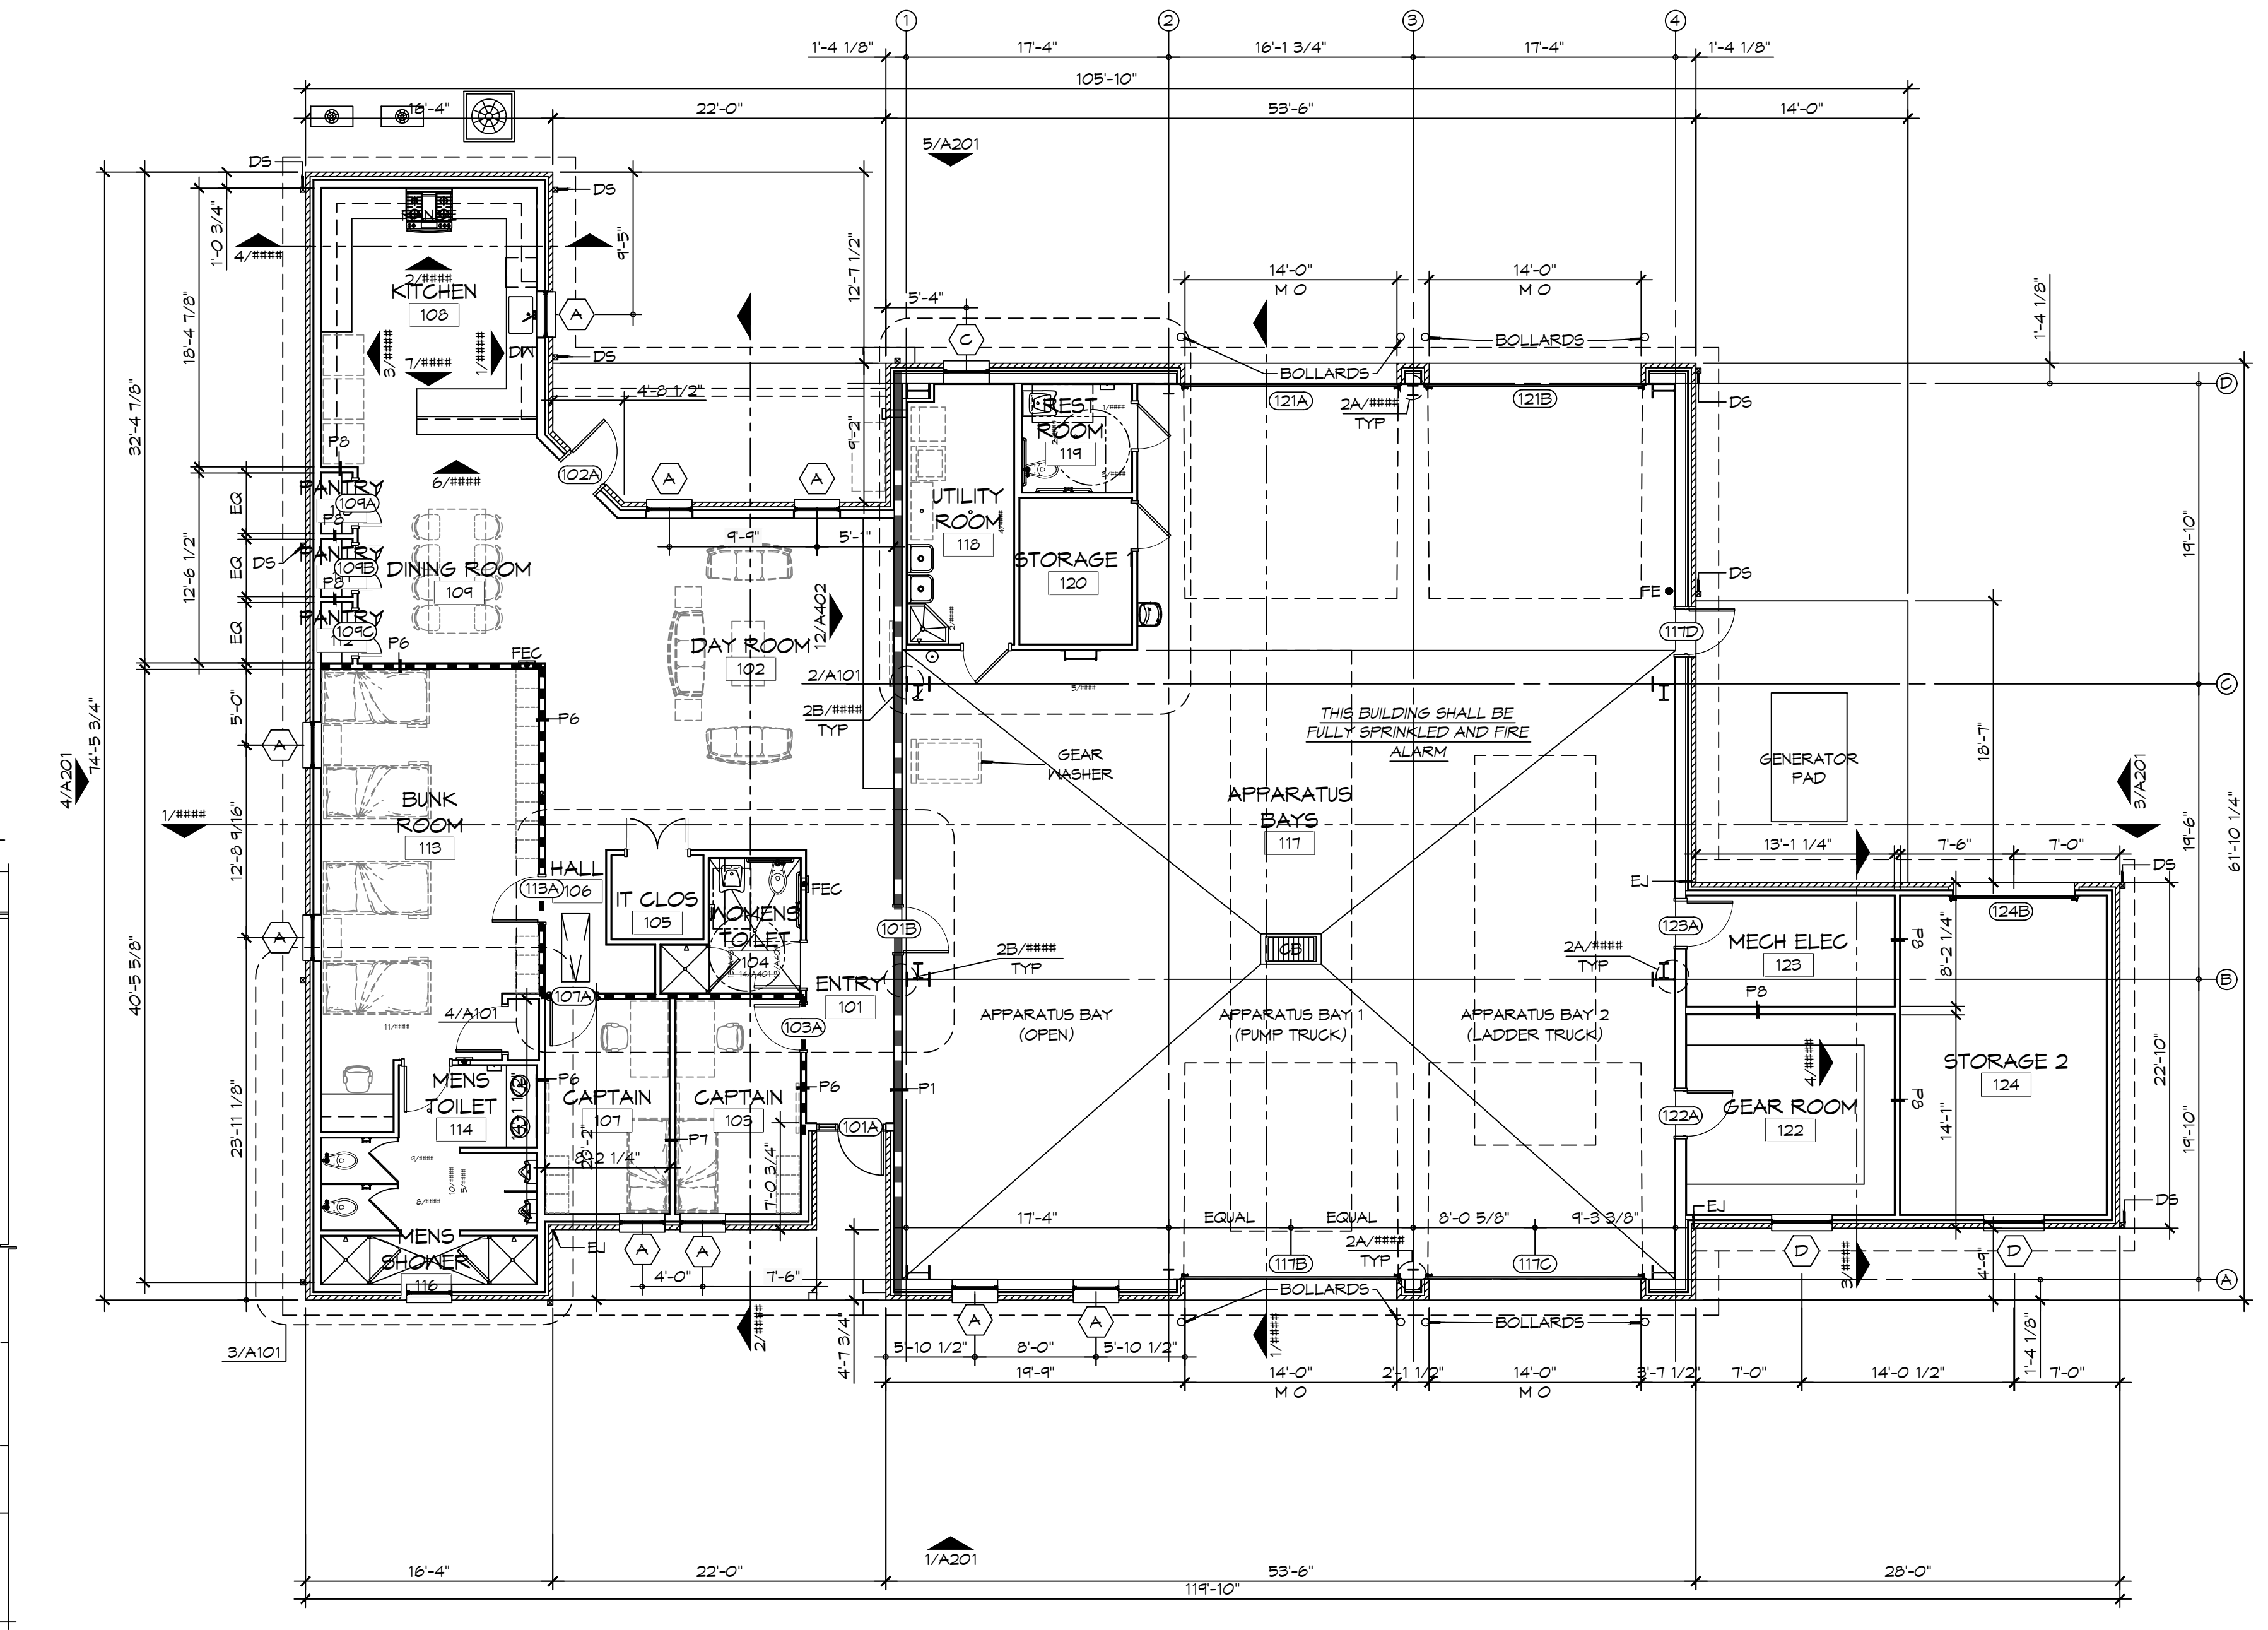 1 2 3 4
1'-4 1/8" 17'-4" 16'-1 3/4" 17'-4" 1'-4 1/8"
105'-10"
16'-4" 22'-0" 53'-6" 14'-0"
5/A201
DS
DS
1'-0 3/4"
4/####
9'-5"
12'-7 1/2"
2/####
KITCHEN
108
A
18'-4 7/8"
3/####
7/####
1/####
DW
DS
5'-4"
C
14'-0"
M O
14'-0"
M O
BOLLARDS
BOLLARDS
1'-4 1/8"
D
4'-8 1/2"
121A
2A/####
TYP
121B
DS
32'-4 7/8"
P8
6/####
102A
A
A
9'-2"
REST
ROOM
119
1/####
UTILITY
ROOM
118
4/####
2/####
STORAGE 1
120
EQ
EQ
EQ
12'-6 1/2"
PANTRY
109A
P8
PANTRY
109B
P8
PANTRY
109C
112
DS
DINING ROOM
109
P6
FEC
9'-9" 5'-1"
DAY ROOM
102
12/A402
2/A101
2B/####
TYP
5/####
19'-10"
DS
FE
117D
C
THIS BUILDING SHALL BE
FULLY SPRINKLED AND FIRE
ALARM
GEAR
WASHER
GENERATOR
PAD
18'-7"
3/A201
74'-5 3/4"
4/A201
5'-0"
A
P6
1/####
BUNK
ROOM
113
12'-8 9/16"
APPARATUS
BAYS
117
13'-1 1/4" 7'-6" 7'-0"
DS
19'-6"
61'-10 1/4"
HALL
106
113A
IT CLOS
105
WOMENS
TOILET
104
14/A401
FEC
A
101B
EJ
123A
124B
MECH ELEC
123
8'-2 1/4"
P8
CB
2B/####
TYP
2A/####
TYP
B
40'-5 5/8"
11/####
4/A101
107A
103A
ENTRY
101
P8
APPARATUS BAY
(OPEN)
APPARATUS BAY 1
(PUMP TRUCK)
APPARATUS BAY 2
(LADDER TRUCK)
4/####
STORAGE 2
124
22'-10"
MENS
TOILET
114
P6
CAPTAIN
107
CAPTAIN
103
P6
P1
122A
GEAR ROOM
122
14'-1"
P8
19'-10"
23'-11 1/8"
101A
P7
8'-2 1/4"
7'-0 3/4"
9/####
10/####
5/####
8/####
DS
17'-4" EQUAL EQUAL 8'-0 5/8" 9'-3 3/8"
EJ
MENS
SHOWER
116
EJ
A
A
2A/####
TYP
117B
117C
D
D
3/####
4'-9"
A
4'-0" 7'-6"
BOLLARDS
BOLLARDS
A
A
2/####
4'-7 3/4"
1/####
1'-4 1/8"
3/A101
5'-10 1/2" 8'-0" 5'-10 1/2"
19'-9" 14'-0" 2'-1 1/2" 14'-0" 3'-7 1/2" 7'-0" 14'-0 1/2" 7'-0"
M O M O
1/A201
16'-4" 22'-0" 53'-6" 28'-0"
119'-10"